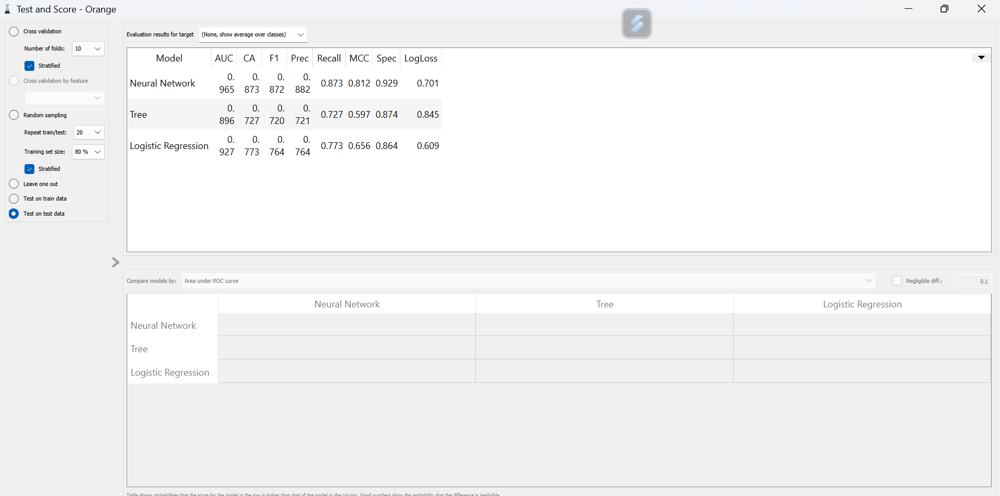 Test and Score - Orange
Cross validation
Number of folds: 10
Stratified
Cross validation by feature
Random sampling
Repeat train/test: 20
Training set size: 80 %
Stratified
Leave one out
Test on train data
Test on test data
Evaluation results for target (None, show average over classes)
Model AUC CA F1 Prec Recall MCC Spec LogLoss
Neural Network 0.965 0.873 0.872 0.882 0.873 0.812 0.929 0.701
Tree 0.896 0.727 0.720 0.721 0.727 0.597 0.874 0.845
Logistic Regression 0.927 0.773 0.764 0.764 0.773 0.656 0.864 0.609
Compare models by: Area under ROC curve Negligible diff.: 0.1
Neural Network Tree Logistic Regression
Neural Network
Tree
Logistic Regression
Table shows probabilities that the score for the model in the row is higher than that of the model in the column. Small numbers show the probability that the difference is negligible.